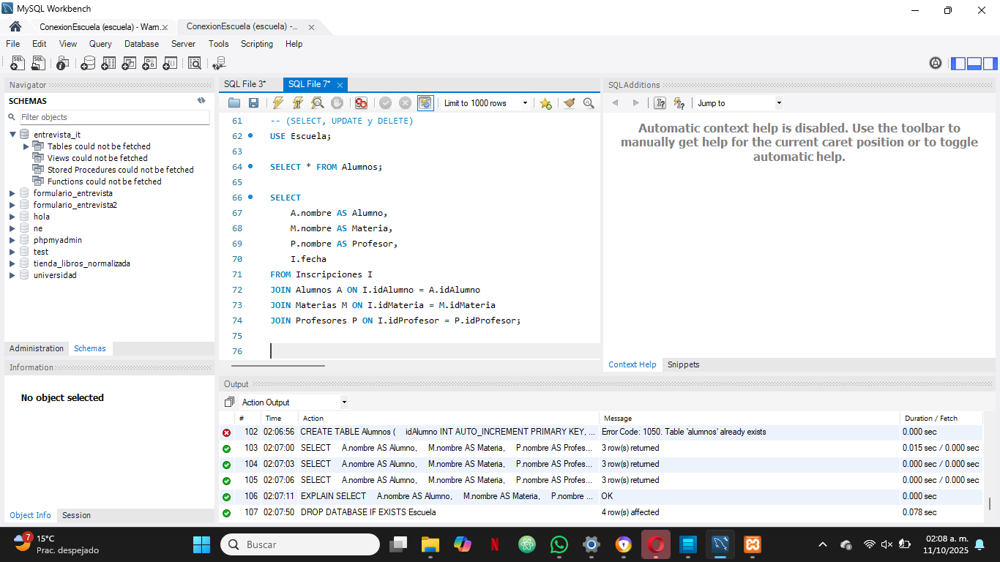 MySQL Workbench
ConexionEscuela (escuela) - Warn.
ConexionEscuela (escuela) -...
File Edit View Query Database Server Tools Scripting Help
Navigator
SCHEMAS
Filter objects
entrevista_it
Tables could not be fetched
Views could not be fetched
Stored Procedures could not be fetched
Functions could not be fetched
formulario_entrevista
formulario_entrevista2
hola
ne
phpmyadmin
test
tienda_libros_normalizada
universidad
Administration Schemas
Information
No object selected
Object Info Session
SQL File 3* SQL File 7*
Limit to 1000 rows
61 -- (SELECT, UPDATE y DELETE)
62 USE Escuela;
63
64 SELECT * FROM Alumnos;
65
66 SELECT
67 A.nombre AS Alumno,
68 M.nombre AS Materia,
69 P.nombre AS Profesor,
70 I.fecha
71 FROM Inscripciones I
72 JOIN Alumnos A ON I.idAlumno = A.idAlumno
73 JOIN Materias M ON I.idMateria = M.idMateria
74 JOIN Profesores P ON I.idProfesor = P.idProfesor;
75
76
SQLAdditions
Jump to
Automatic context help is disabled. Use the toolbar to
manually get help for the current caret position or to toggle
automatic help.
Context Help Snippets
Output
Action Output
# Time Action Message Duration / Fetch
102 02:06:56 CREATE TABLE Alumnos ( idAlumno INT AUTO_INCREMENT PRIMARY KEY, ... Error Code: 1050. Table 'alumnos' already exists 0.000 sec
103 02:07:00 SELECT A.nombre AS Alumno, M.nombre AS Materia, P.nombre AS Profes... 3 row(s) returned 0.015 sec / 0.000 sec
104 02:07:03 SELECT A.nombre AS Alumno, M.nombre AS Materia, P.nombre AS Profes... 3 row(s) returned 0.000 sec / 0.000 sec
105 02:07:06 SELECT A.nombre AS Alumno, M.nombre AS Materia, P.nombre AS Profes... 3 row(s) returned 0.000 sec / 0.000 sec
106 02:07:11 EXPLAIN SELECT A.nombre AS Alumno, M.nombre AS Materia, P.nombre ... OK 0.000 sec
107 02:07:50 DROP DATABASE IF EXISTS Escuela 4 row(s) affected 0.078 sec
7
15°C
Prac. despejado
Buscar
02:08 a. m.
11/10/2025